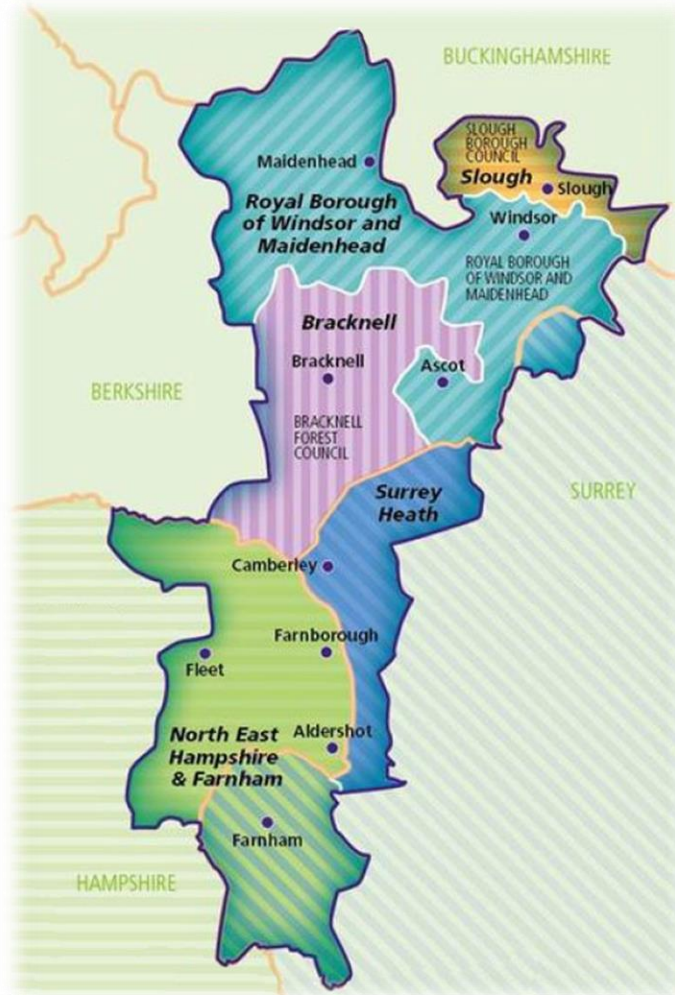 BUCKINGHAMSHIRE
SLOUGH
BOROUGH
COUNCIL
Slough
Slough
Maidenhead
Royal Borough
of Windsor and
Maidenhead
Windsor
ROYAL BOROUGH
OF WINDSOR AND
MAIDENHEAD
Bracknell
Bracknell
Ascot
BERKSHIRE
BRACKNELL
FOREST
COUNCIL
Surrey
Heath
SURREY
Camberley
Farnborough
Fleet
Aldershot
North East
Hampshire
& Farnham
Farnham
HAMPSHIRE